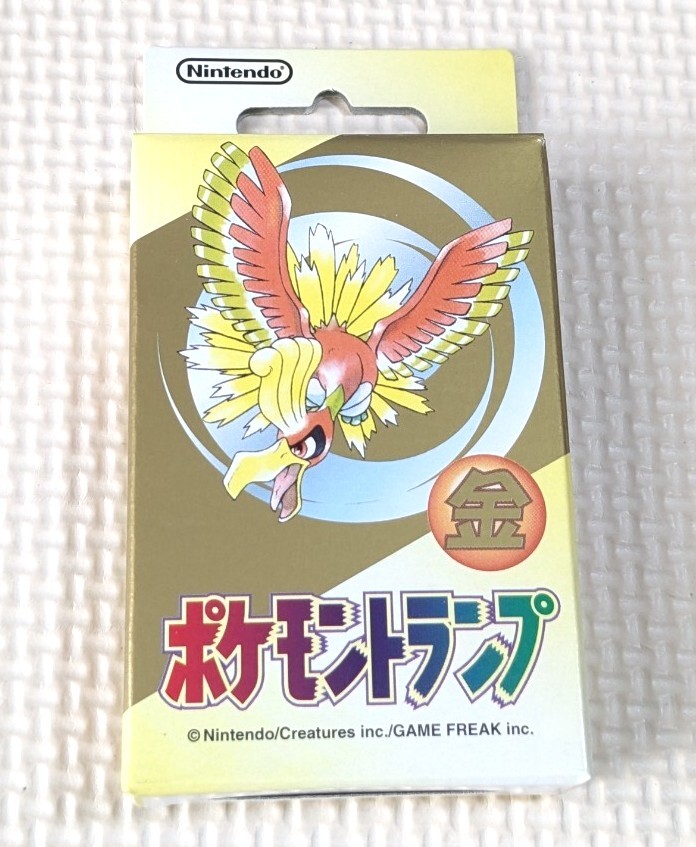 Nintendo®
金
ポケモントランプ
©Nintendo/Creatures inc./GAME FREAK inc.